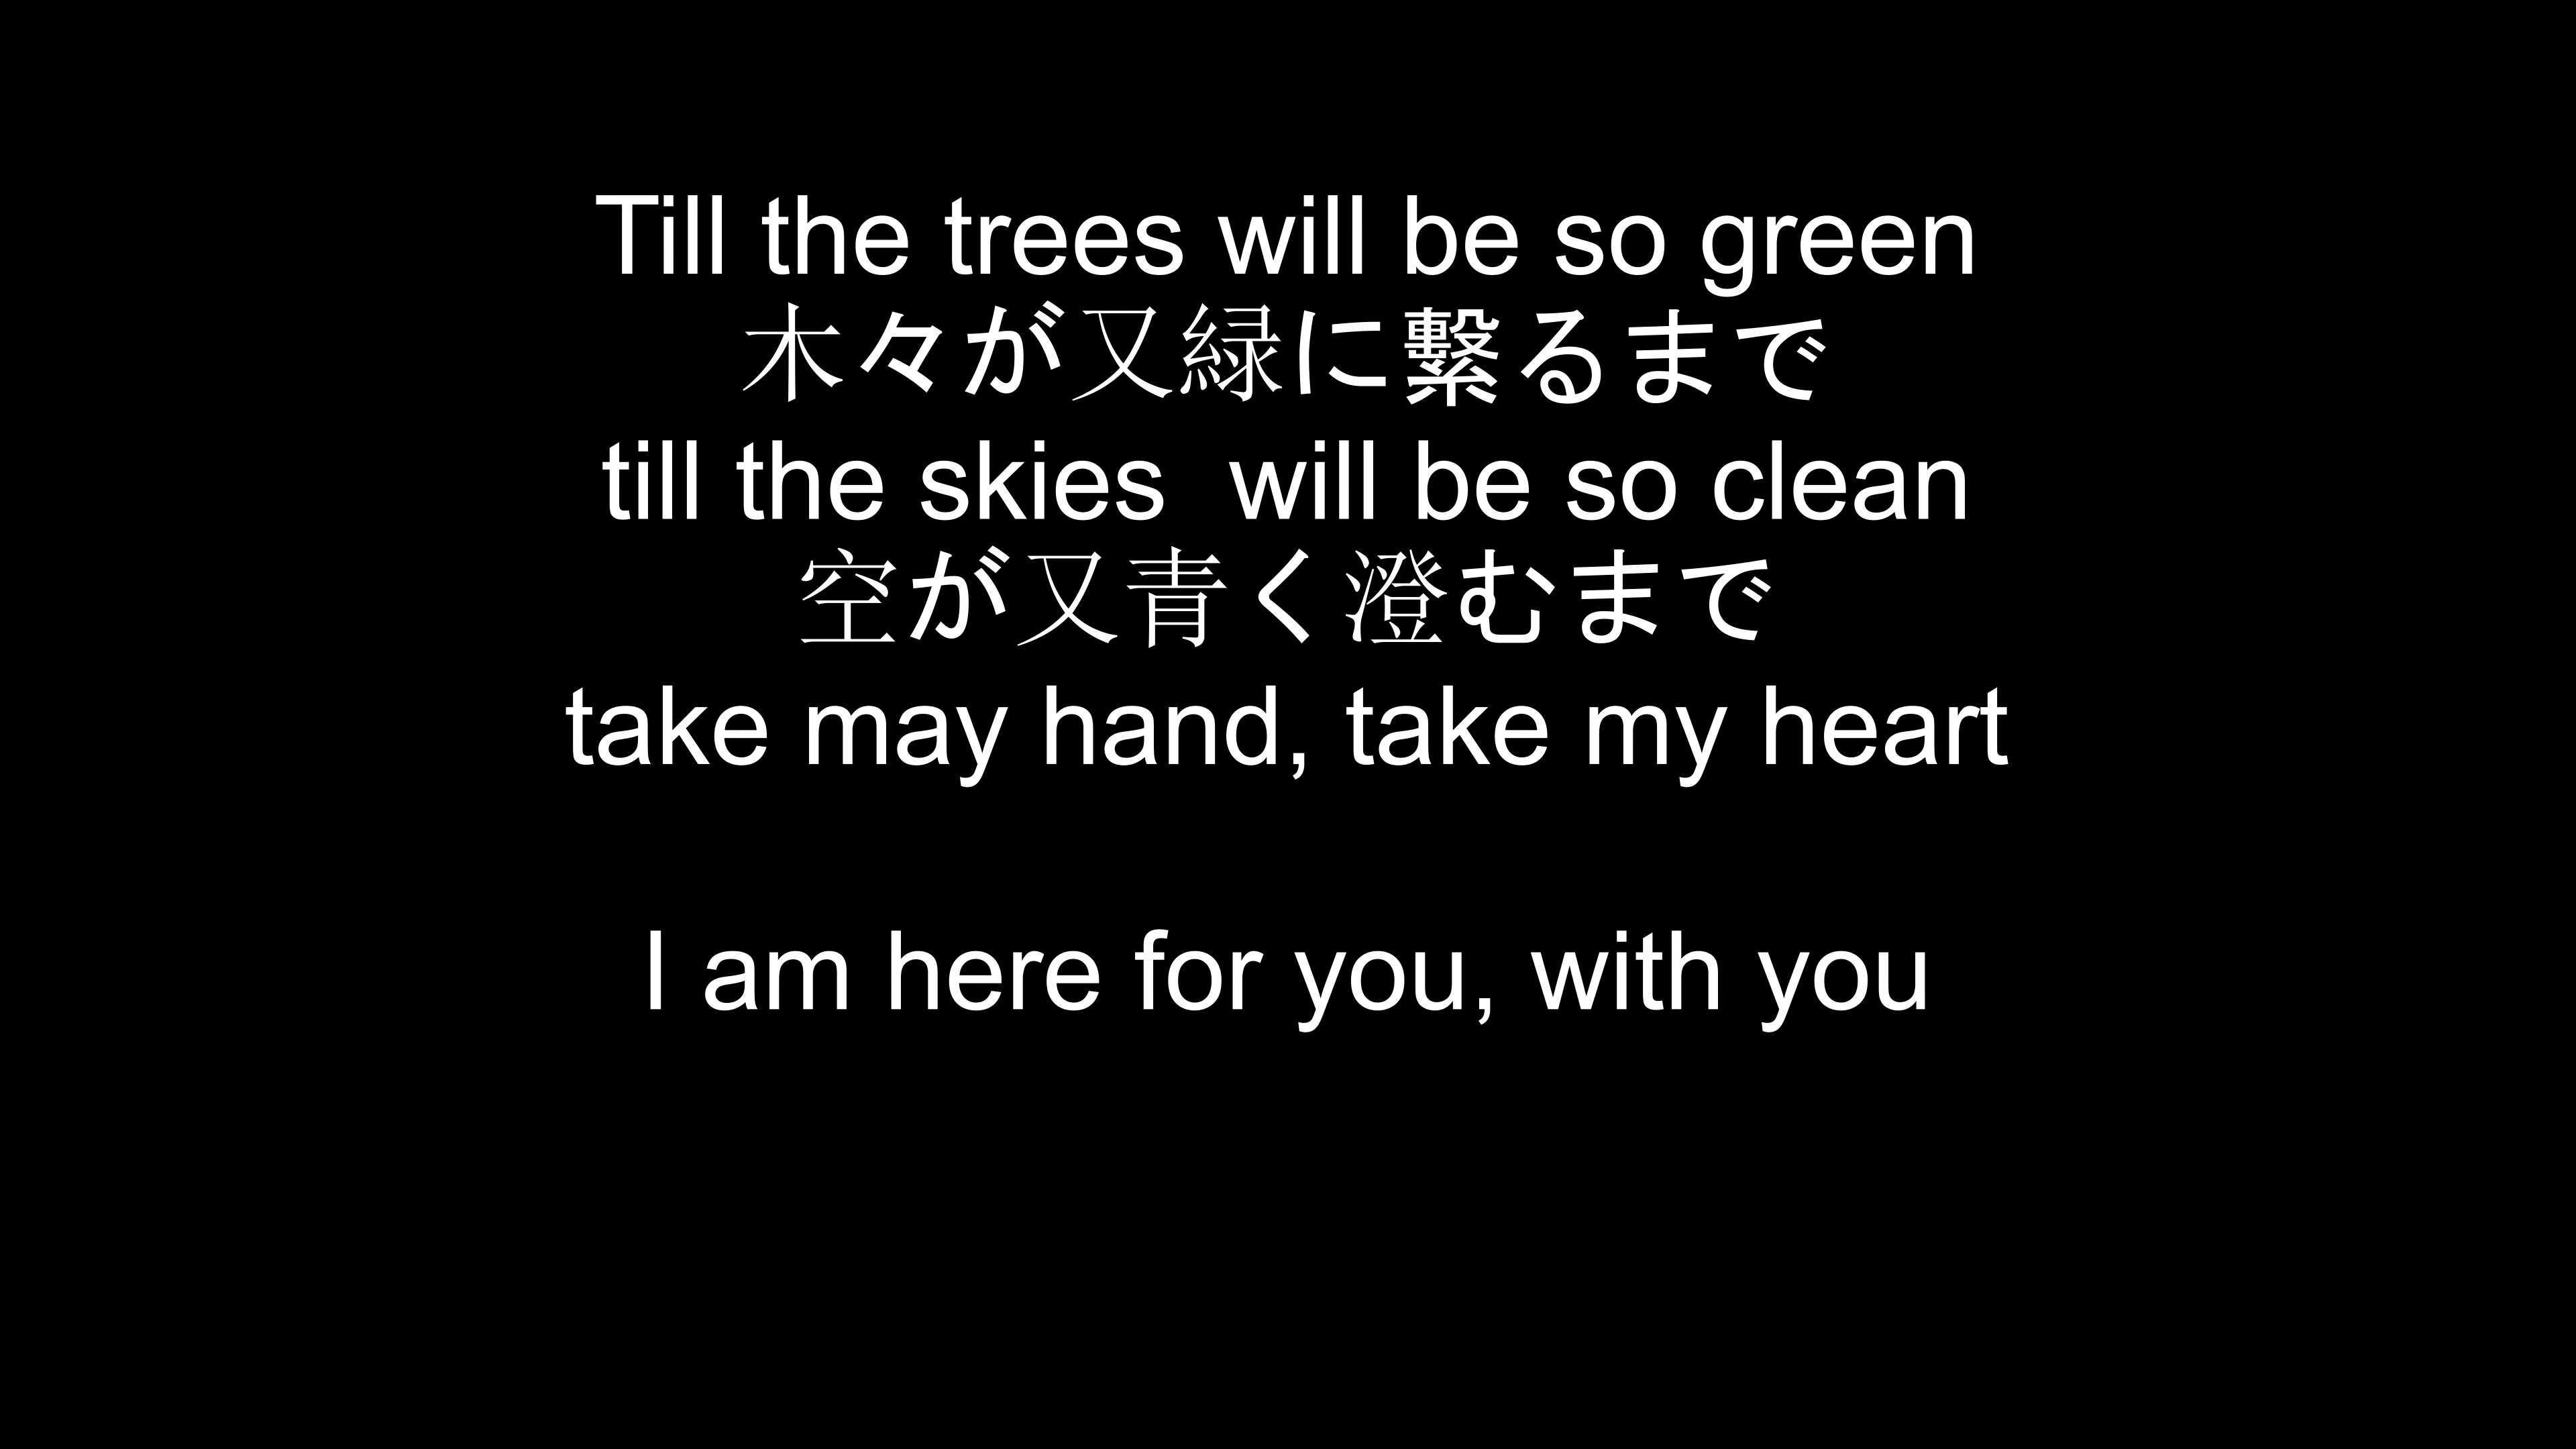 Till the trees will be so green
木々が又緑に繋るまで
till the skies  will be so clean
空が又青く澄むまで
take may hand, take my heart
I am here for you, with you